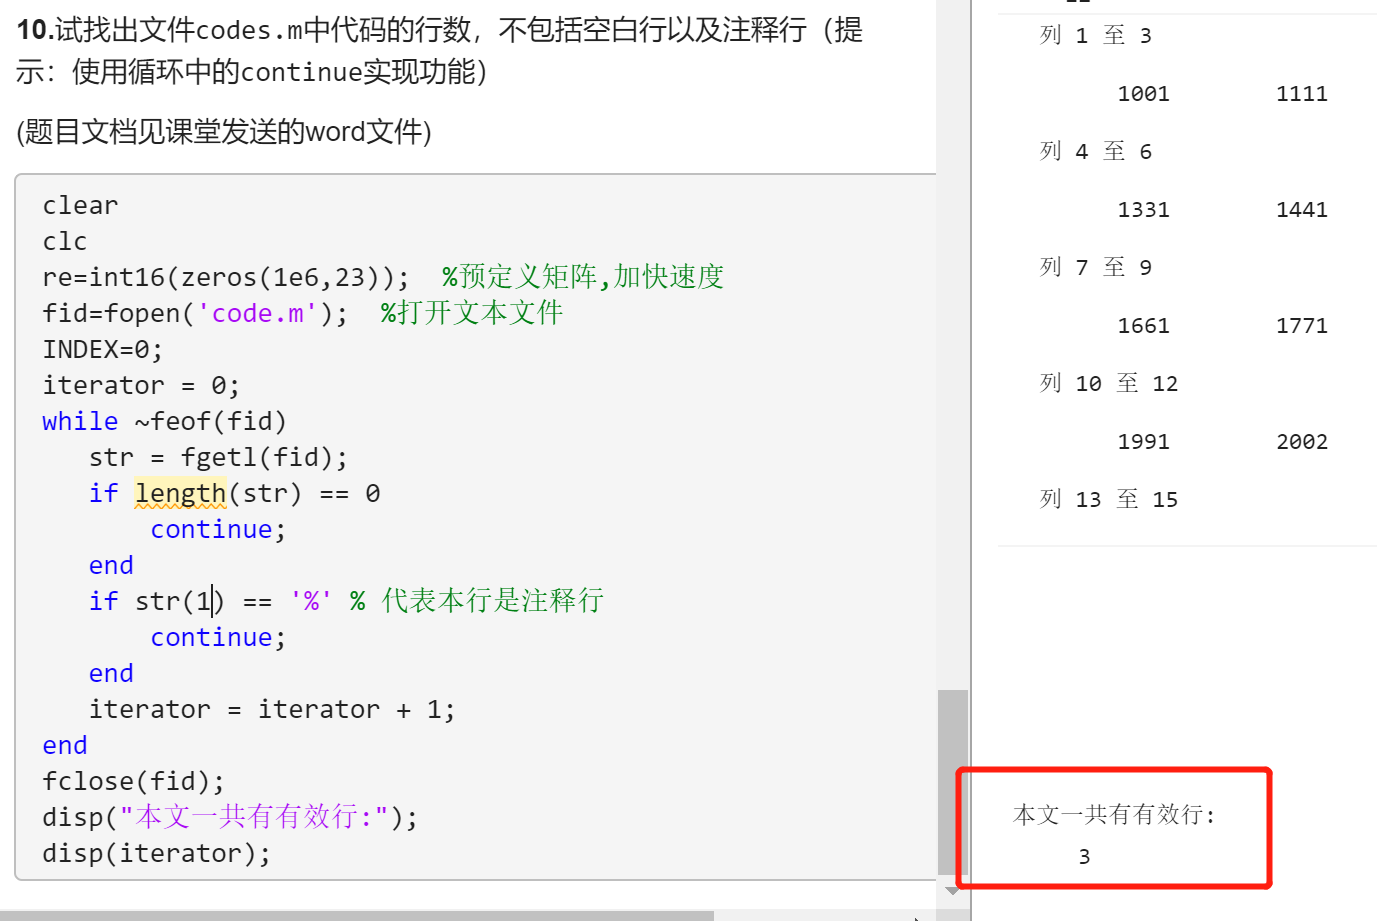 10.试找出文件codes.m中代码的行数，不包括空白行以及注释行（提
示：使用循环中的continue实现功能）
(题目文档见课堂发送的word文件)
clear
clc
re=int16(zeros(1e6,23));  %预定义矩阵,加快速度
fid=fopen('code.m');  %打开文本文件
INDEX=0;
iterator = 0;
while ~feof(fid)
str = fgetl(fid);
if length(str) == 0
continue;
end
if str(1) == '%' % 代表本行是注释行
continue;
end
iterator = iterator + 1;
end
fclose(fid);
disp("本文一共有有效行:");
disp(iterator);
列 1 至 3
1001 1111
列 4 至 6
1331 1441
列 7 至 9
1661 1771
列 10 至 12
1991 2002
列 13 至 15
本文一共有有效行:
3